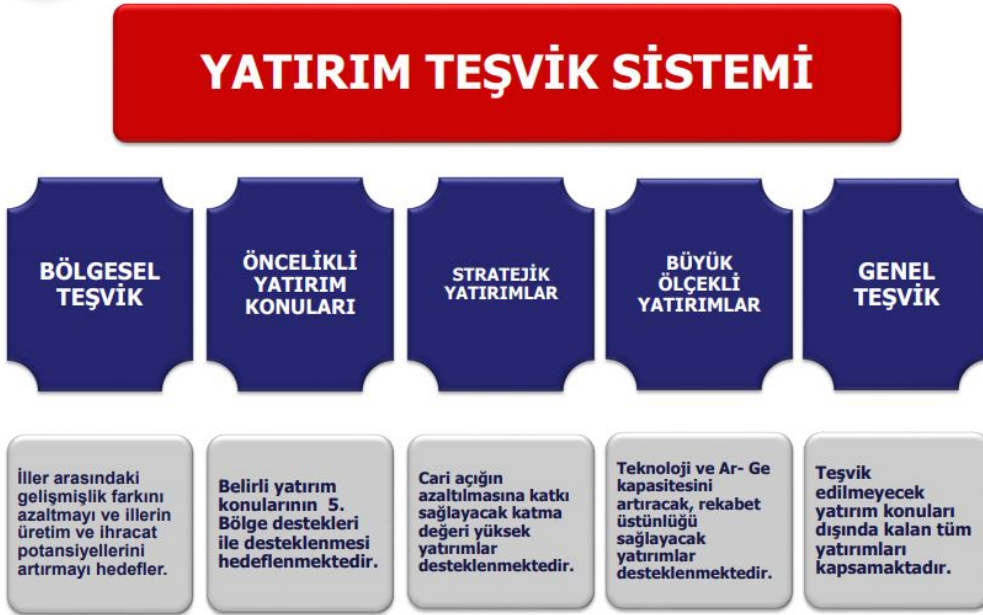 YATIRIM TEŞVİK SİSTEMİ
BÖLGESEL
TEŞVİK
ÖNCELİKLİ
YATIRIM
KONULARI
STRATEJİK
YATIRIMLAR
BÜYÜK
ÖLÇEKLİ
YATIRIMLAR
GENEL
TEŞVİK
İller arasındaki
gelişmişlik farkını
azaltmayı ve illerin
üretim ve ihracat
potansiyellerini
artırmayı hedefler.
Belirli yatırım
konularının 5.
Bölge destekleri
ile desteklenmesi
hedeflenmektedir.
Cari açığın
azaltılmasına katkı
sağlayacak katma
değeri yüksek
yatırımlar
desteklenmektedir.
Teknoloji ve Ar- Ge
kapasitesini
artıracak, rekabet
üstünlüğü
sağlayacak
yatırımlar
desteklenmektedir.
Teşvik
edilmeyecek
yatırım konuları
dışında kalan tüm
yatırımları
kapsamaktadır.